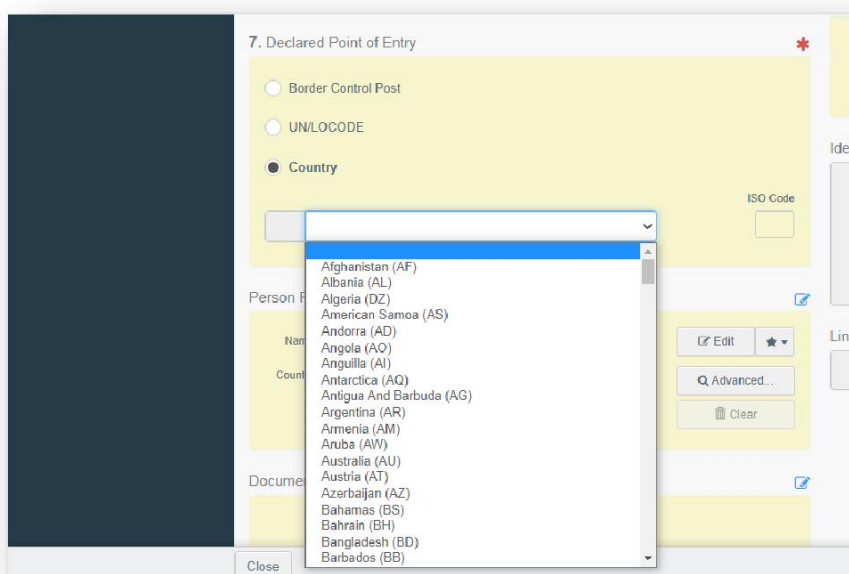 7. Declared Point of Entry *
Border Control Post
UN/LOCODE
Country
ISO Code
Afghanistan (AF)
Albania (AL)
Algeria (DZ)
American Samoa (AS)
Andorra (AD)
Angola (AO)
Anguilla (AI)
Antarctica (AQ)
Antigua And Barbuda (AG)
Argentina (AR)
Armenia (AM)
Aruba (AW)
Australia (AU)
Austria (AT)
Azerbaijan (AZ)
Bahamas (BS)
Bahrain (BH)
Bangladesh (BD)
Barbados (BB)
Person
Edit
Advanced...
Clear
Close